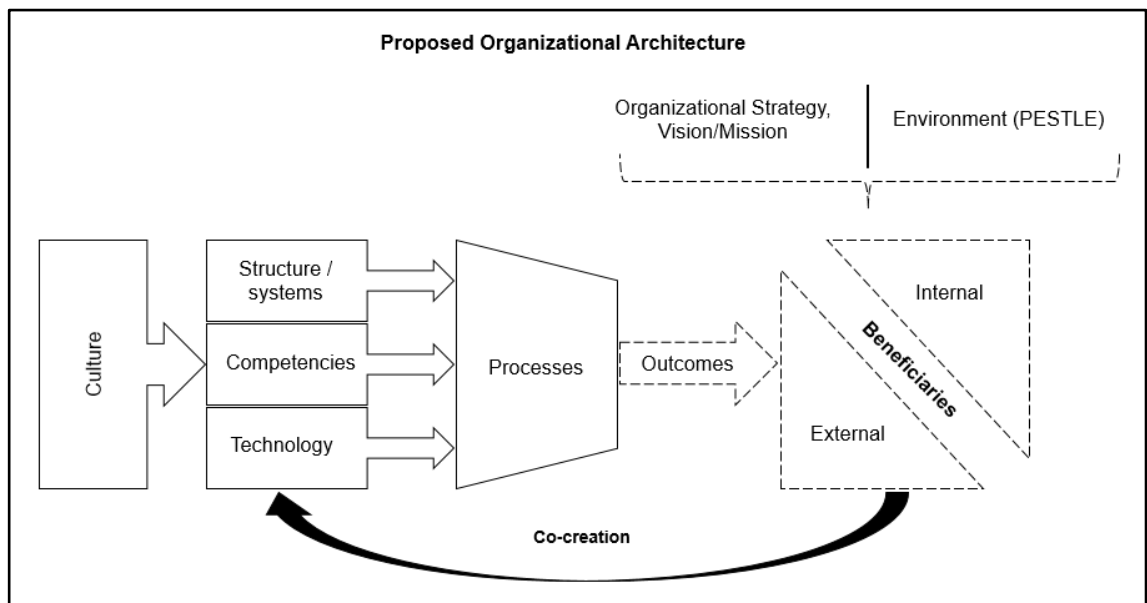 Proposed Organizational Architecture
Organizational Strategy,
Vision/Mission
Environment (PESTLE)
Culture
Structure /
systems
Competencies
Technology
Processes
Outcomes
Internal
Beneficiaries
External
Co-creation